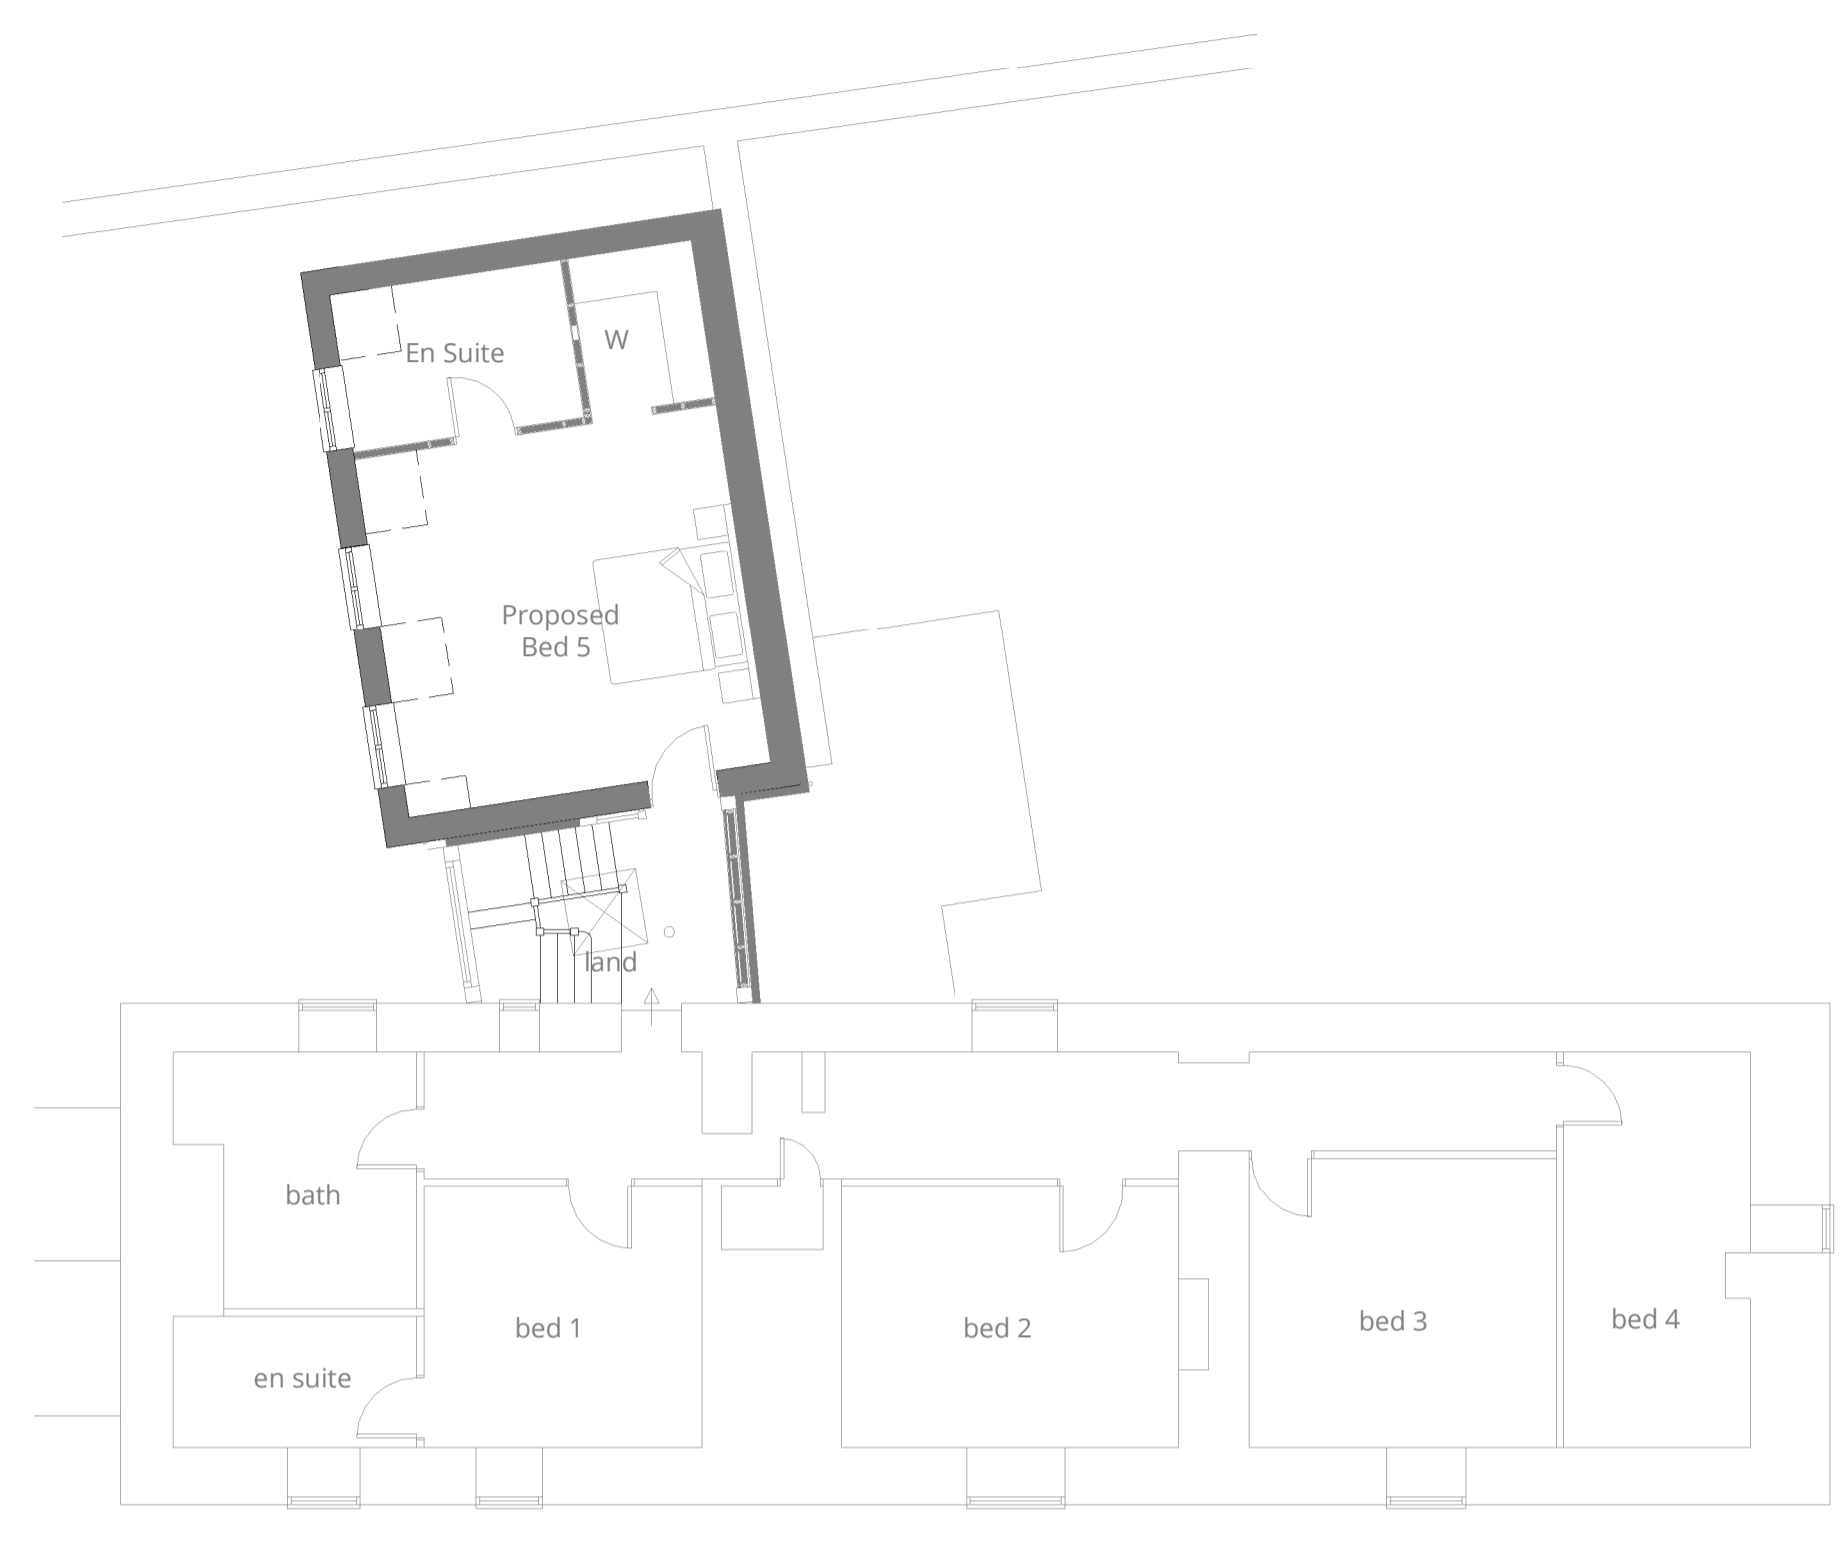 En Suite
W
Proposed
Bed 5
land
bath
bed 1
bed 2
bed 3
bed 4
en suite